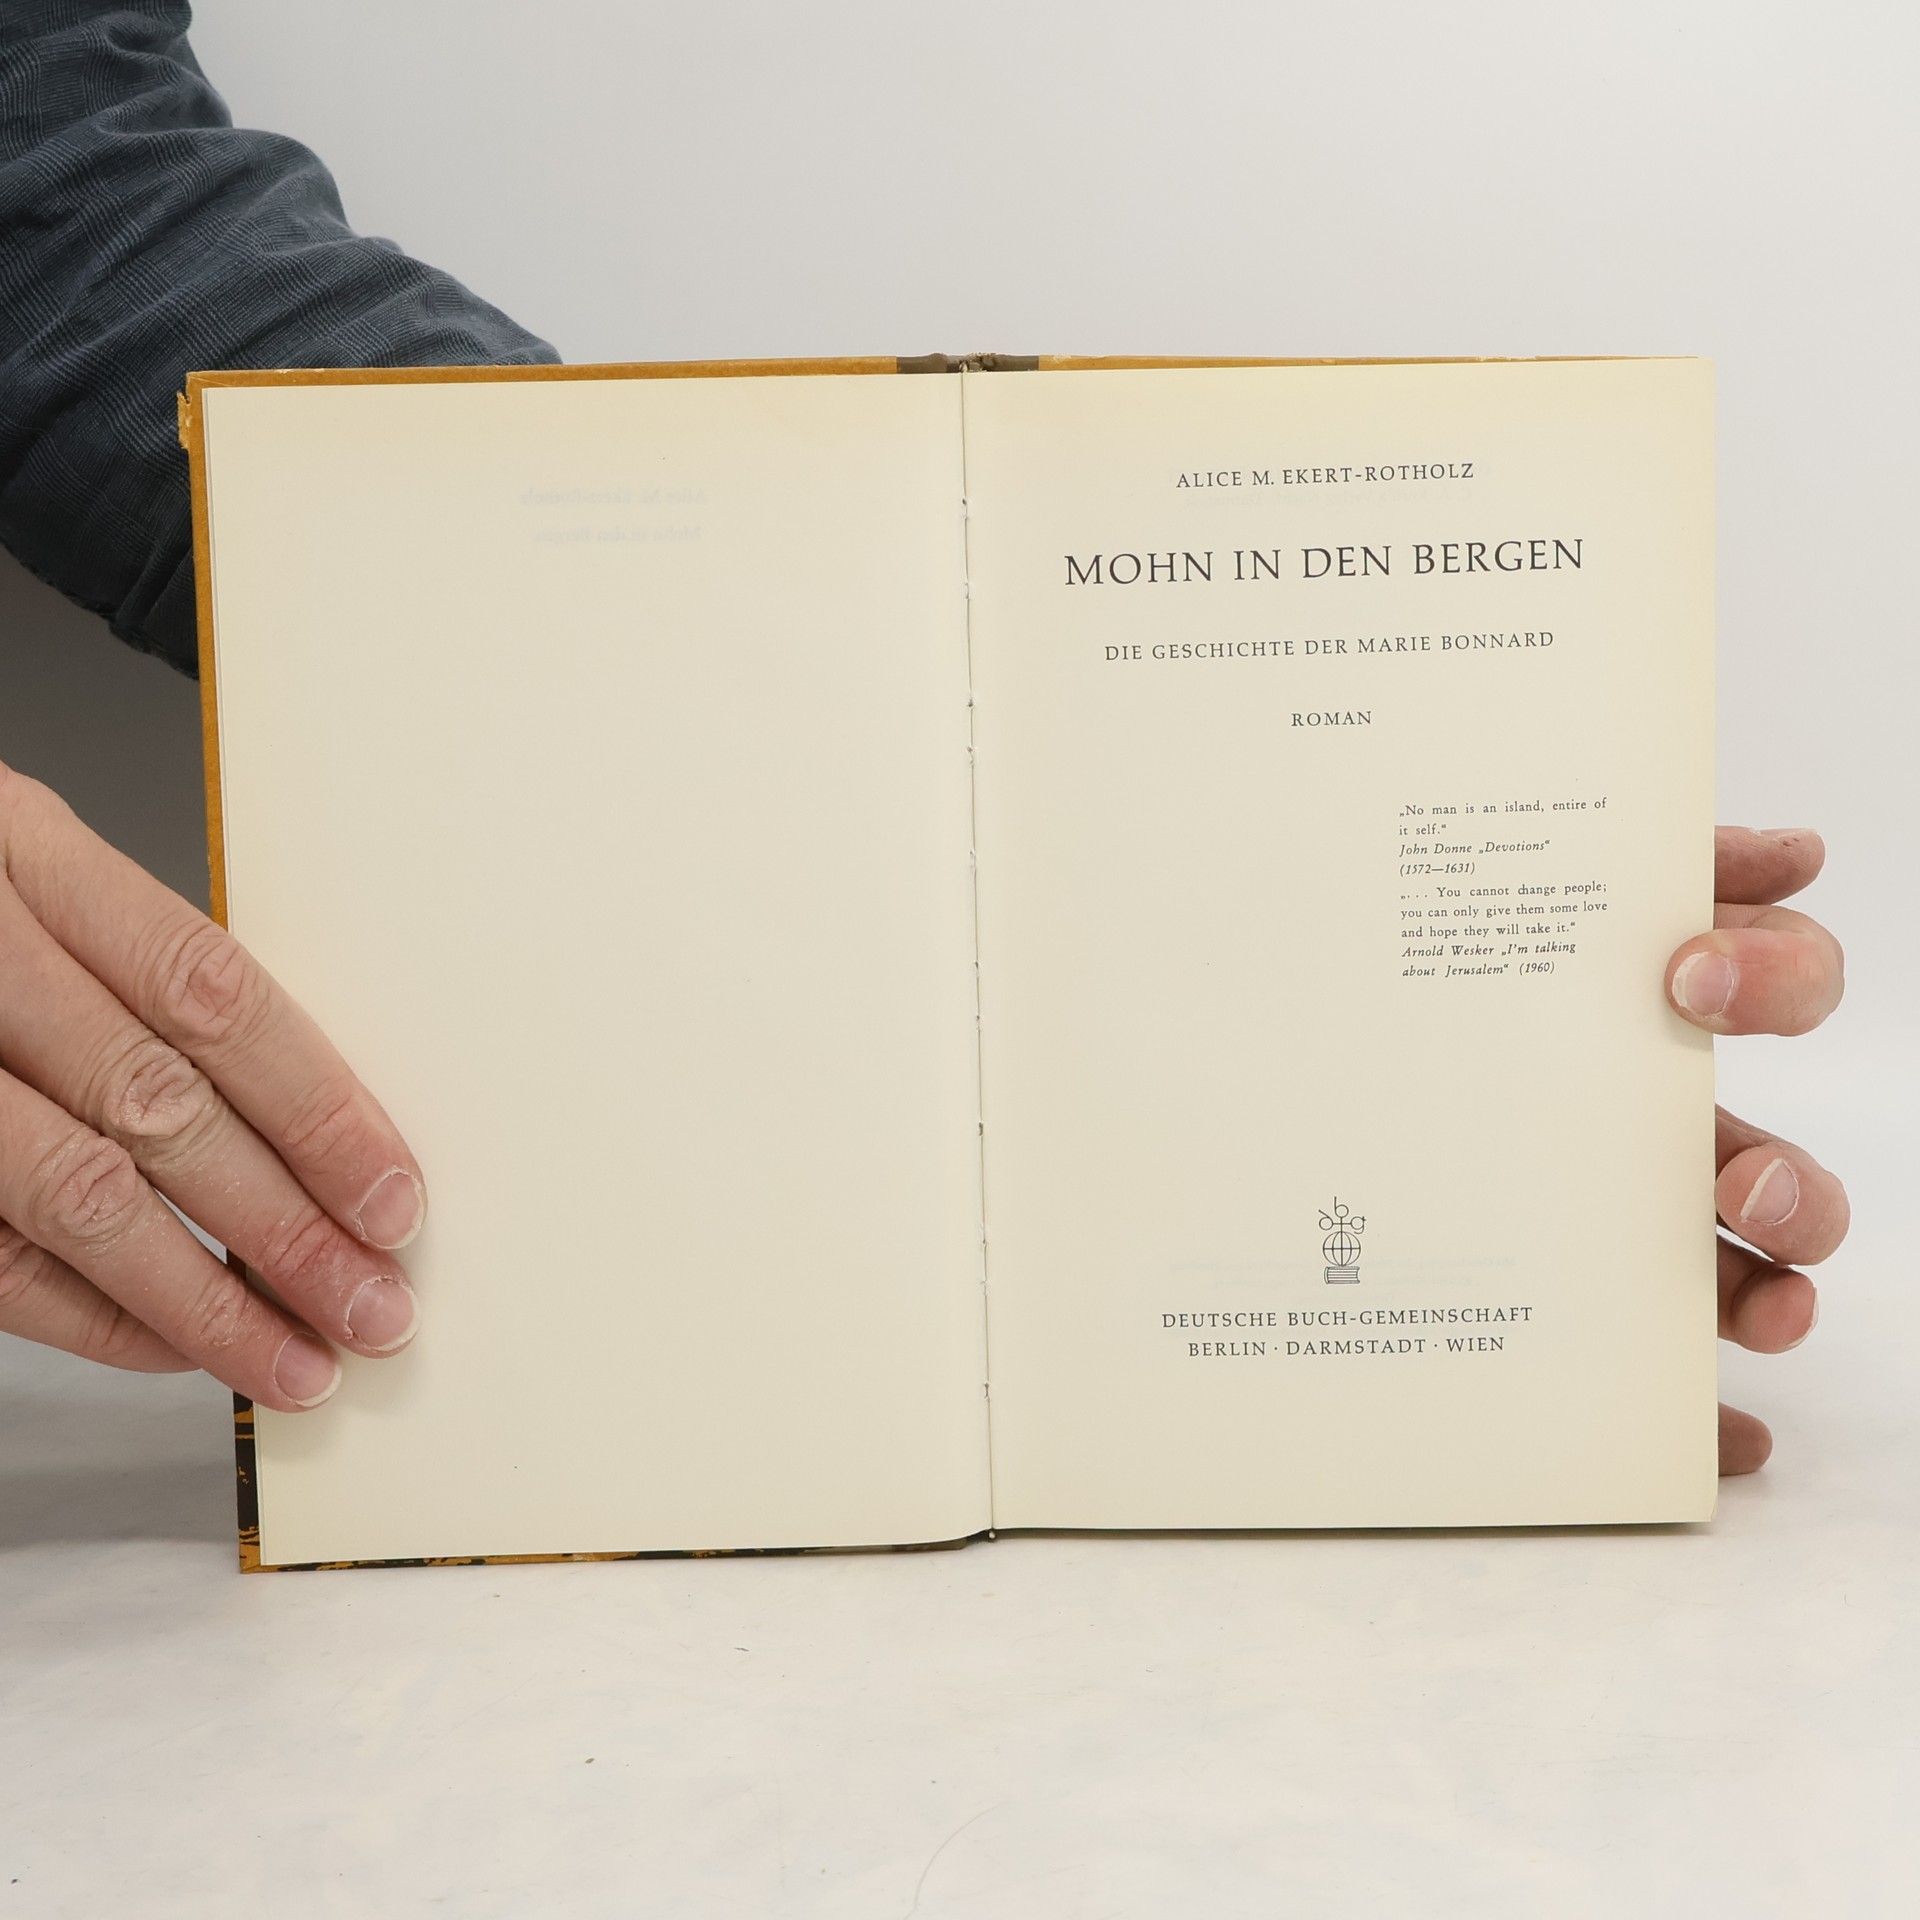 ALICE M. EKERT-ROTHOLZ
MOHN IN DEN BERGEN
DIE GESCHICHTE DER MARIE BONNARD
ROMAN
„No man is an island, entire of
it self.“
John Donne „Devotions“
(1572—1631)
„. . . You cannot change people;
you can only give them some love
and hope they will take it.“
Arnold Wesker „I'm talking
about Jerusalem“ (1960)
dbg
DEUTSCHE BUCH-GEMEINSCHAFT
BERLIN · DARMSTADT · WIEN